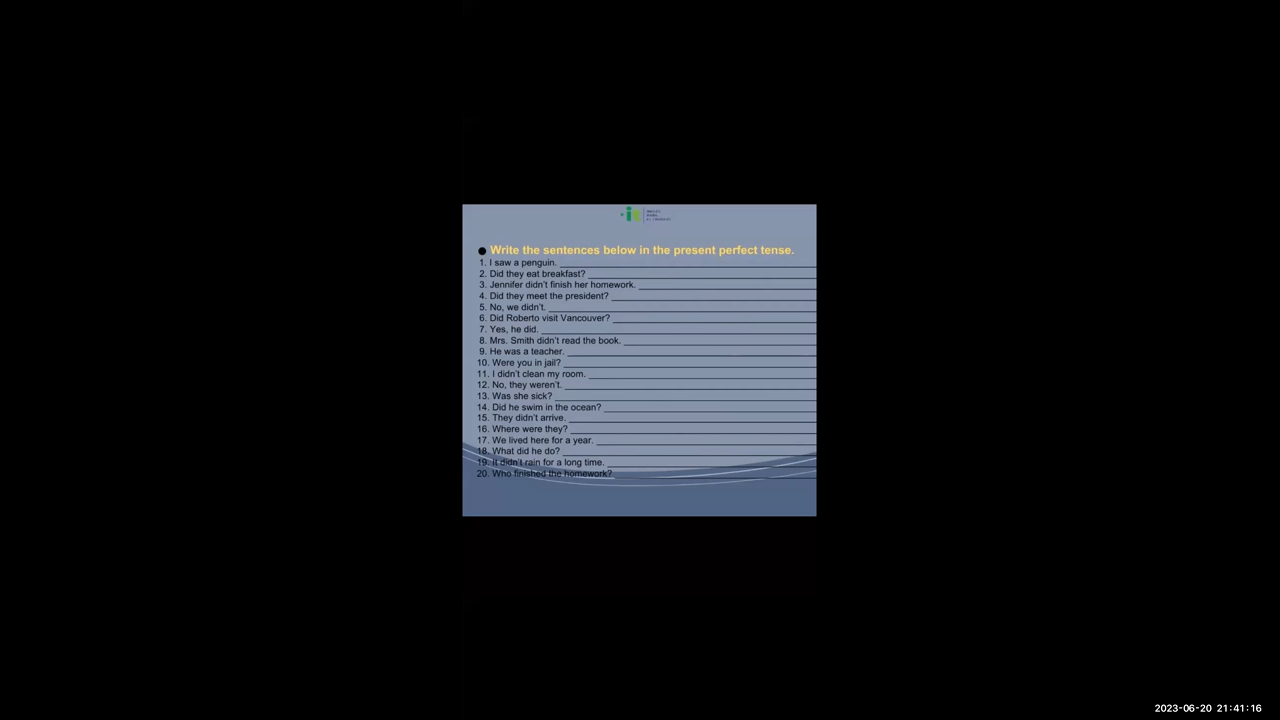 Write the sentences below in the present perfect tense.
1. I saw a penguin.
2. Did they eat breakfast?
3. Jennifer didn't finish her homework.
4. Did they meet the president?
5. No, we didn't.
6. Did Roberto visit Vancouver?
7. Yes, he did.
8. Mrs. Smith didn't read the book.
9. He was a teacher.
10. Were you in jail?
11. I didn't clean my room.
12. No, they weren't.
13. Was she sick?
14. Did he swim in the ocean?
15. They didn't arrive.
16. Where were they?
17. We lived here for a year.
18. What did he do?
19. It didn't rain for a long time.
20. Who finished the homework?
2023-06-20 21:41:16